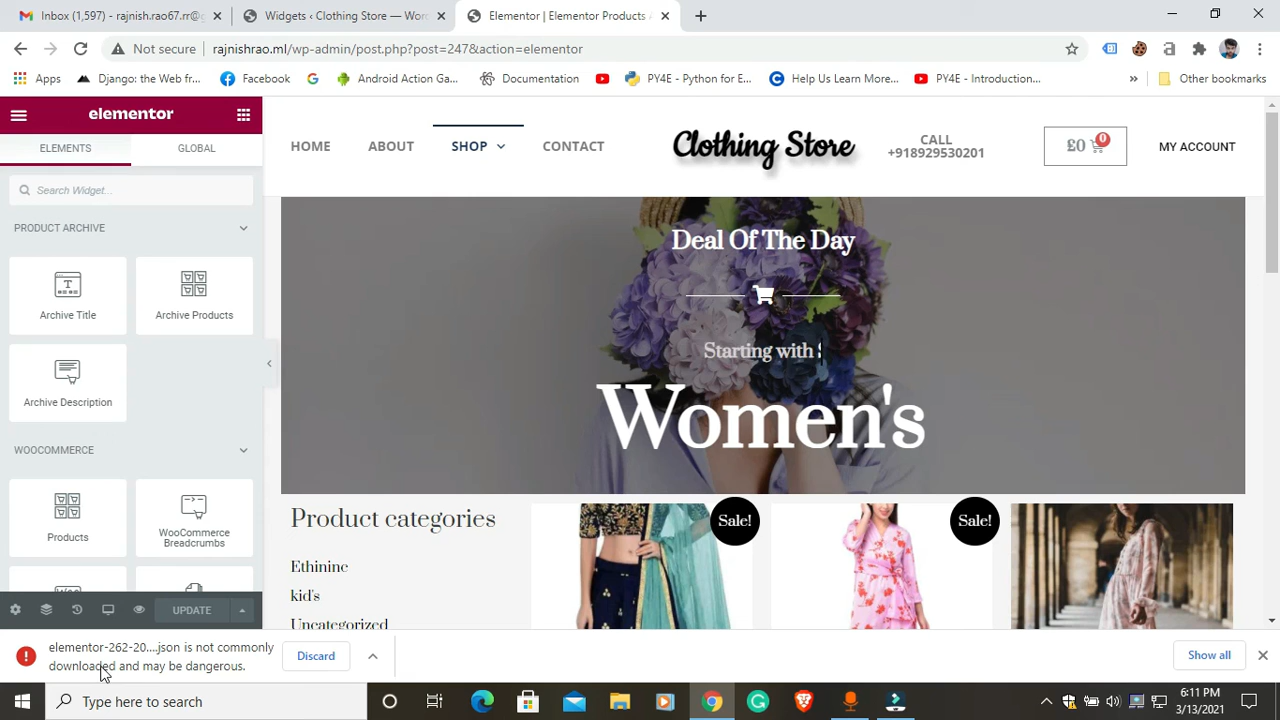 Inbox (1,597) - rajnish.rao67.rr@g
Widgets ‹ Clothing Store — Wor
Elementor | Elementor Products A
Not secure
rajnishrao.ml/wp-admin/post.php?post=247&action=elementor
Apps
Django: the Web fr...
Facebook
Android Action Ga...
Documentation
PY4E - Python for E...
Help Us Learn More...
PY4E - Introduction...
»
Other bookmarks
elementor
ELEMENTS
GLOBAL
Search Widget...
PRODUCT ARCHIVE
Archive Title
Archive Products
Archive Description
WOOCOMMERCE
Products
WooCommerce
Breadcrumbs
UPDATE
HOME
ABOUT
SHOP
CONTACT
Clothing Store
CALL
+918929530201
£0
0
MY ACCOUNT
Deal Of The Day
Starting with
Women's
Product categories
Ethinine
kid's
Uncategorized
Sale!
Sale!
elementor-262-20....json is not commonly
downloaded and may be dangerous.
Discard
Show all
Type here to search
6:11 PM
3/13/2021